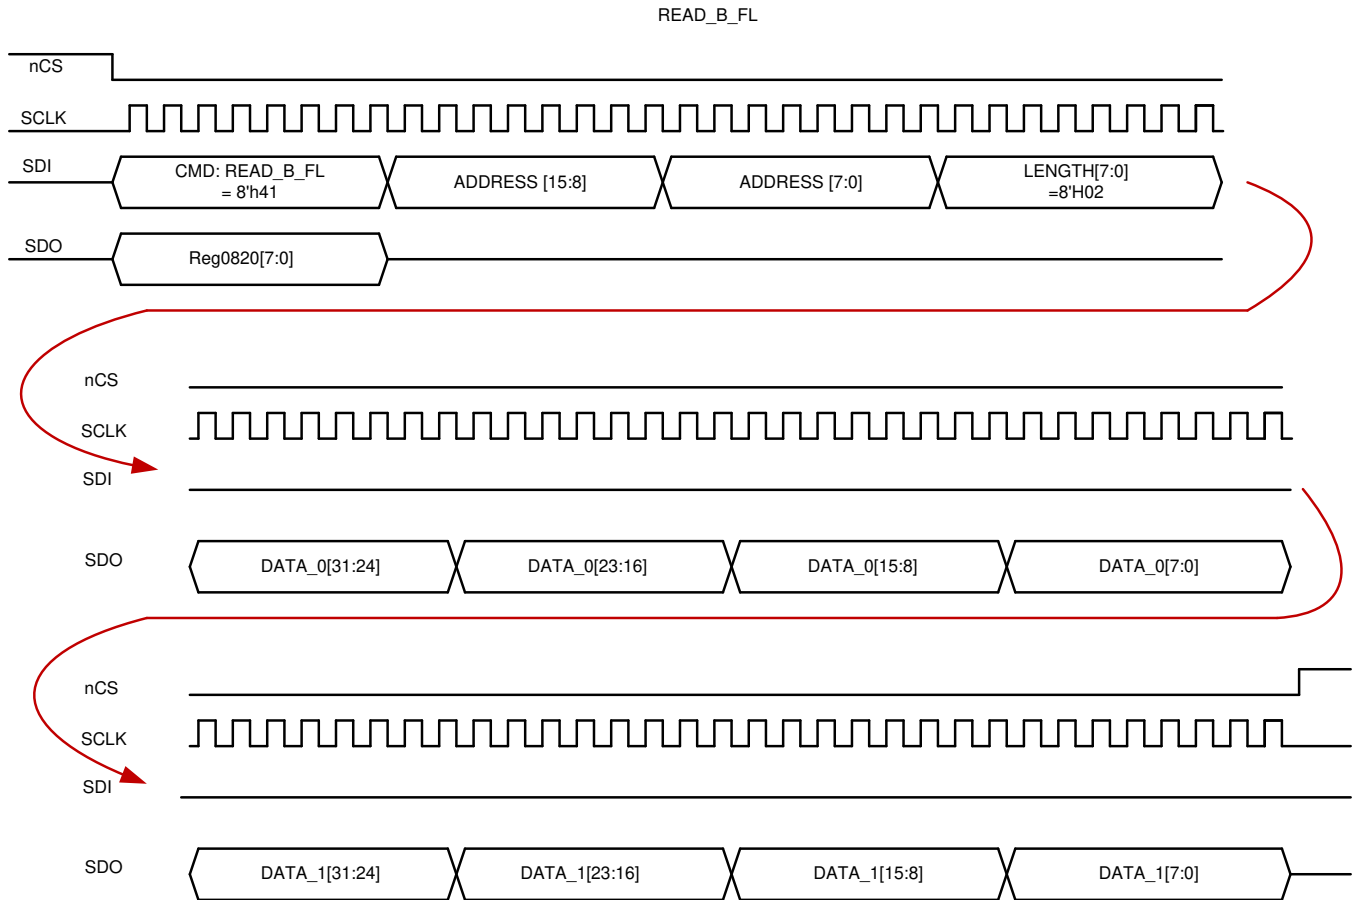 READ_B_FL
nCS
SCLK
SDI
CMD: READ_B_FL
= 8'h41
ADDRESS [15:8]
ADDRESS [7:0]
LENGTH[7:0]
=8'H02
SDO
Reg0820[7:0]
nCS
SCLK
SDI
SDO
DATA_0[31:24]
DATA_0[23:16]
DATA_0[15:8]
DATA_0[7:0]
nCS
SCLK
SDI
SDO
DATA_1[31:24]
DATA_1[23:16]
DATA_1[15:8]
DATA_1[7:0]